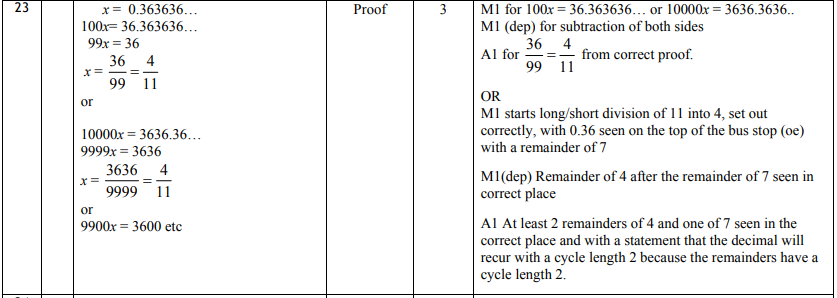 23
x = 0.363636…
100x= 36.363636…
99x = 36
x = 36/99 = 4/11
or
10000x = 3636.36…
9999x = 3636
x = 3636/9999 = 4/11
or
9900x = 3600 etc
Proof
3
M1 for 100x = 36.363636… or 10000x = 3636.3636..
M1 (dep) for subtraction of both sides
A1 for 36/99 = 4/11 from correct proof.
OR
M1 starts long/short division of 11 into 4, set out
correctly, with 0.36 seen on the top of the bus stop (oe)
with a remainder of 7
M1(dep) Remainder of 4 after the remainder of 7 seen in
correct place
A1 At least 2 remainders of 4 and one of 7 seen in the
correct place and with a statement that the decimal will
recur with a cycle length 2 because the remainders have a
cycle length 2.